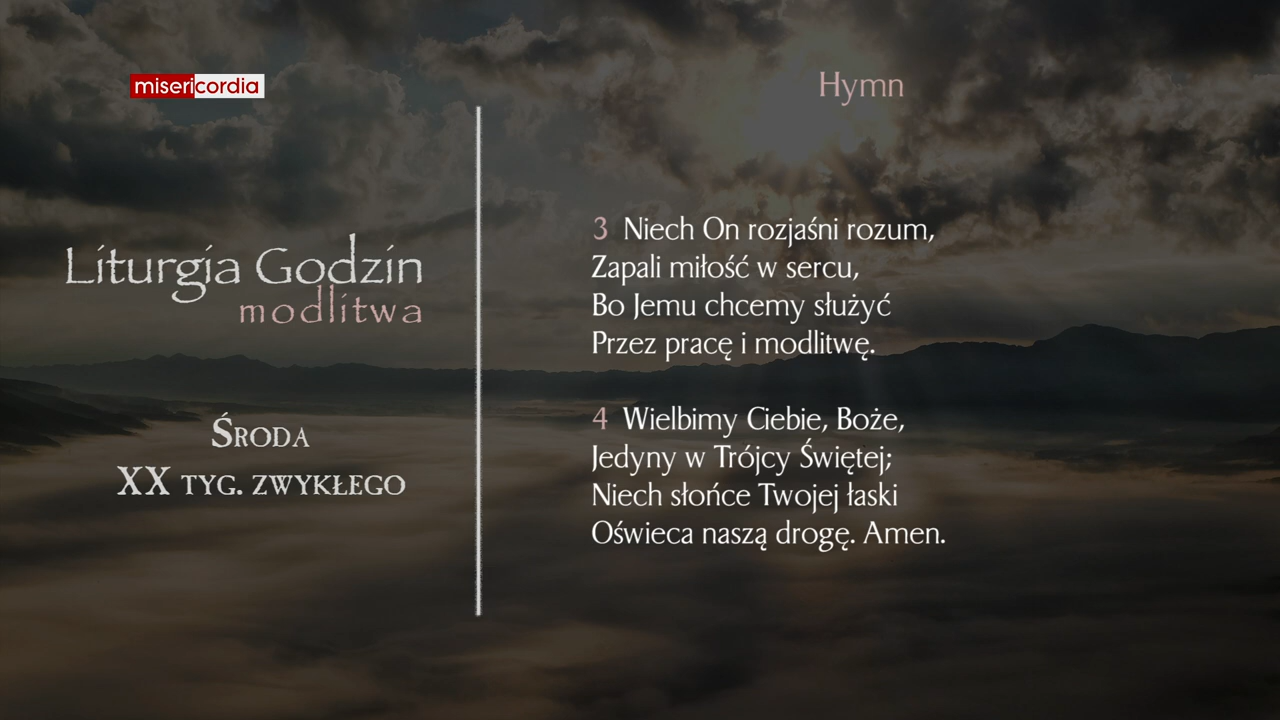 misericordia
Liturgia Godzin
modlitwa
Środa
XX tyg. zwykłego
Hymn
3 Niech On rozjaśni rozum,
Zapali miłość w sercu,
Bo Jemu chcemy służyć
Przez pracę i modlitwę.
4 Wielbimy Ciebie, Boże,
Jedyny w Trójcy Świętej;
Niech słońce Twojej łaski
Oświeca naszą drogę. Amen.